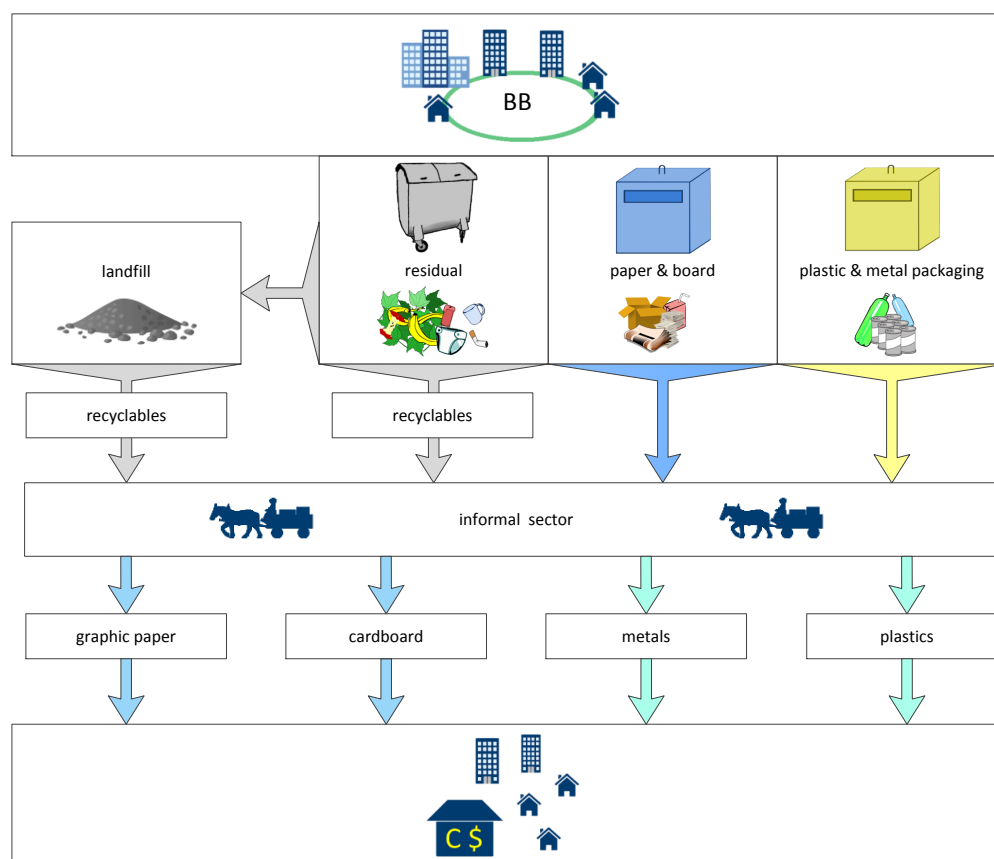 BB
residual
paper & board
plastic & metal packaging
landfill
recyclables
recyclables
informal sector
graphic paper
cardboard
metals
plastics
C $